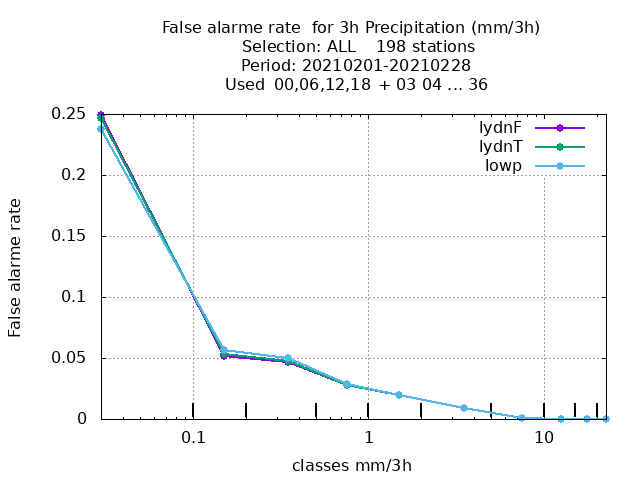 False alarme rate  for 3h Precipitation (mm/3h)
Selection: ALL    198 stations
Period: 20210201-20210228
Used  00,06,12,18  + 03 04 ... 36
0.25
lydnF
lydnT
lowp
0.2
0.15
0.1
0.05
0
False alarme rate
0.1 1 10
classes mm/3h